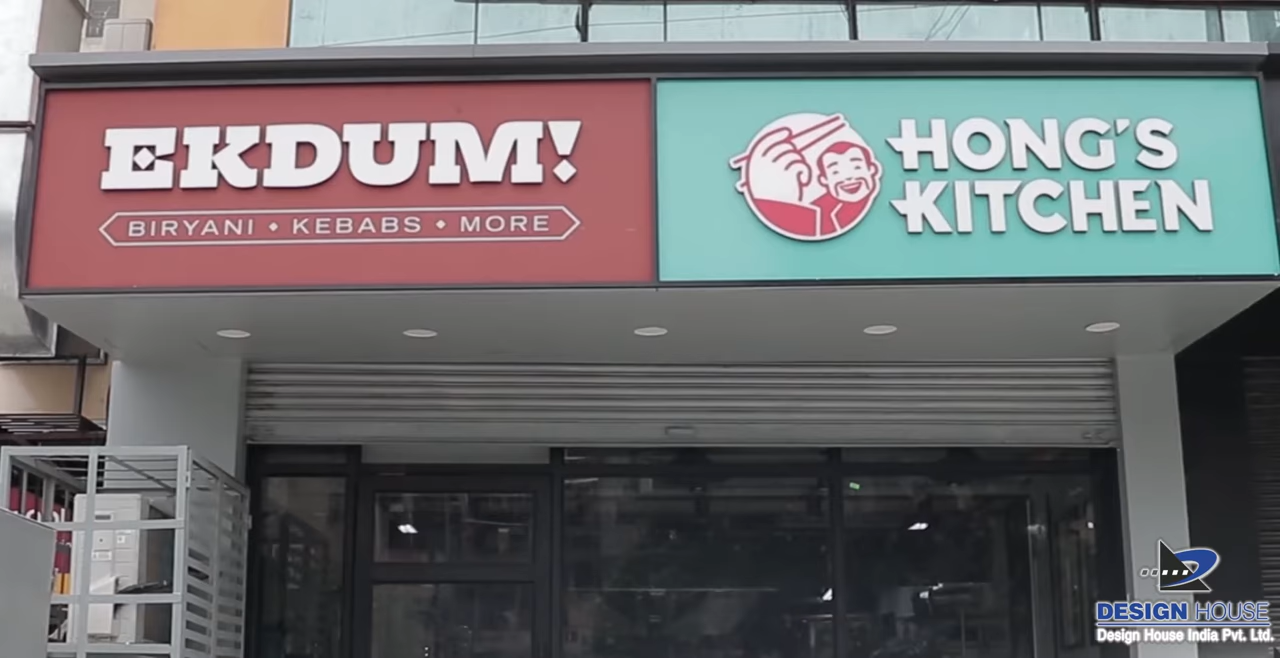 EKDUM!
BIRYANI • KEBABS • MORE
HONG'S
KITCHEN
DESIGN HOUSE
Design House India Pvt. Ltd.